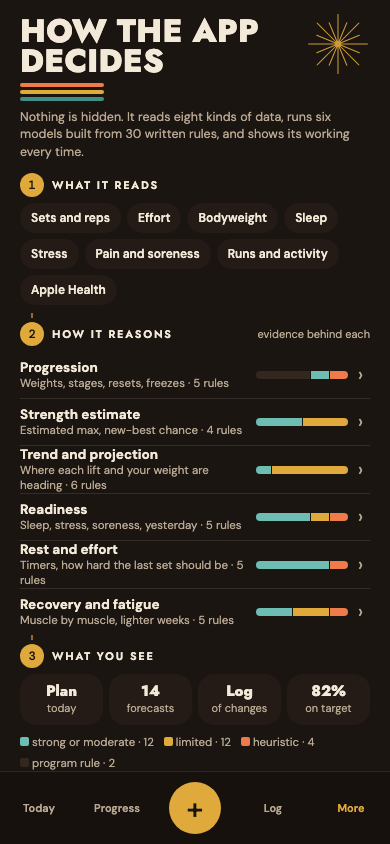 HOW THE APP
DECIDES
Nothing is hidden. It reads eight kinds of data, runs six
models built from 30 written rules, and shows its working
every time.
1 WHAT IT READS
Sets and reps Effort Bodyweight Sleep
Stress Pain and soreness Runs and activity
Apple Health
2 HOW IT REASONS evidence behind each
Progression
Weights, stages, resets, freezes · 5 rules
Strength estimate
Estimated max, new-best chance · 4 rules
Trend and projection
Where each lift and your weight are
heading · 6 rules
Readiness
Sleep, stress, soreness, yesterday · 5 rules
Rest and effort
Timers, how hard the last set should be · 5
rules
Recovery and fatigue
Muscle by muscle, lighter weeks · 5 rules
3 WHAT YOU SEE
Plan 14 Log 82%
today forecasts of changes on target
strong or moderate · 12 limited · 12 heuristic · 4
program rule · 2
Today Progress + Log More